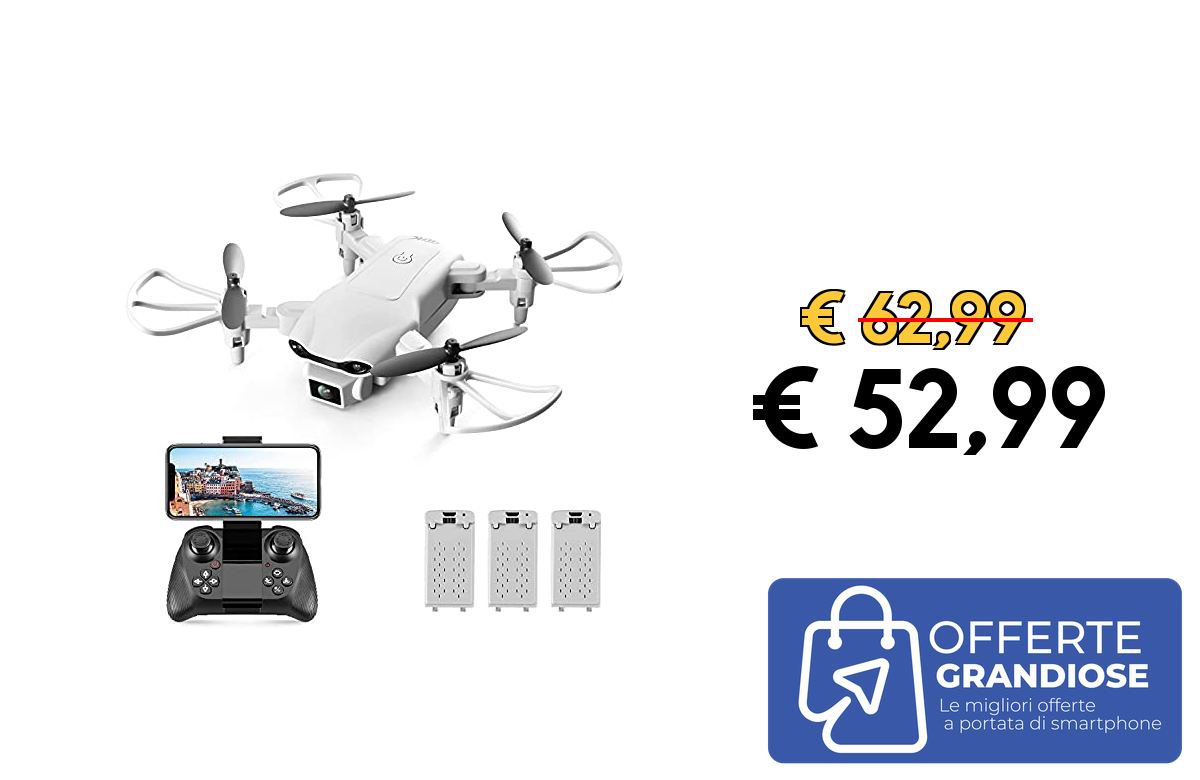 € 62,99
€ 52,99
OFFERTE
GRANDIOSE
Le migliori offerte
a portata di smartphone